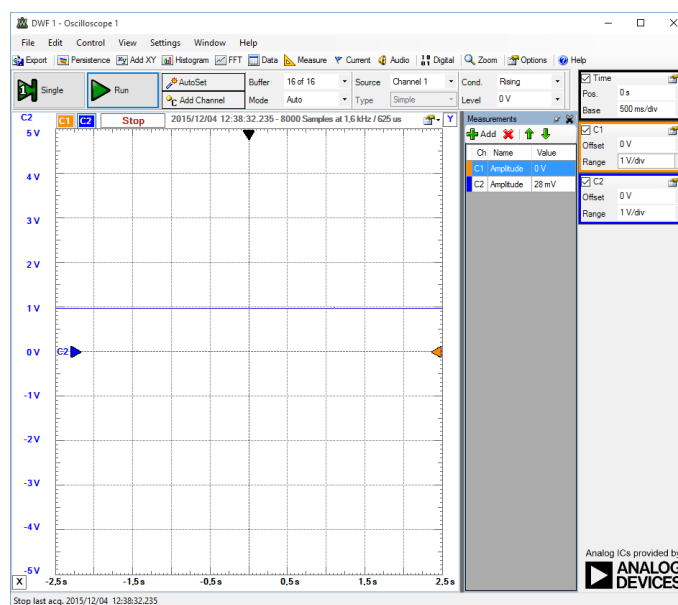 DWF 1 - Oscilloscope 1
File Edit Control View Settings Window Help
Export Persistence Add XY Histogram FFT Data Measure Current Audio Digital Zoom Options Help
Single Run AutoSet Buffer 16 of 16 Source Channel 1 Cond. Rising
Add Channel Mode Auto Type Simple Level 0 V
C2 C1 C2 Stop 2015/12/04 12:38:32.235 - 8000 Samples at 1,6 kHz / 625 us Y
5 V
4 V
3 V
2 V
1 V
0 V
C2
-1 V
-2 V
-3 V
-4 V
-5 V
X -2,5 s -1,5 s -0,5 s 0,5 s 1,5 s 2,5 s
Stop last acq. 2015/12/04 12:38:32.235
Measurements
Add
Ch Name Value
C1 Amplitude 0 V
C2 Amplitude 28 mV
Time
Pos. 0 s
Base 500 ms/div
C1
Offset 0 V
Range 1 V/div
C2
Offset 0 V
Range 1 V/div
Analog ICs provided by
ANALOG
DEVICES